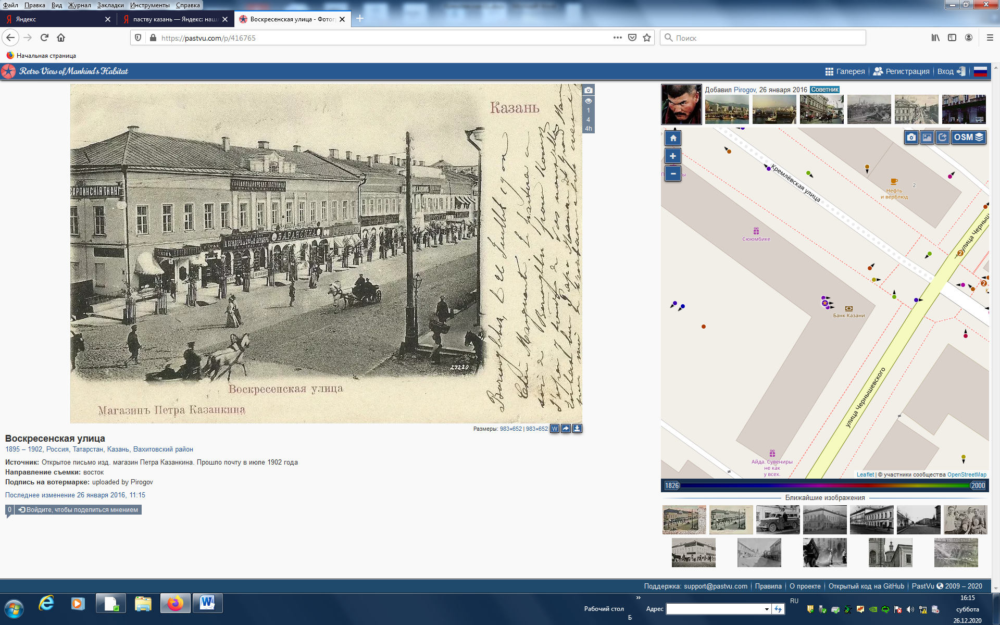 Файл Правка Вид Журнал Закладки Инструменты Справка
Яндекс
паству казань — Яндекс: наш
Воскресенская улица - Фотогр
https://pastvu.com/p/416765
Поиск
Начальная страница
Retro View of Mankind's Habitat
Галерея
Регистрация
Вход
Казань
САРПИНСКІЯ ТКАНИ
ВАРАКСИНА
29220
Воскресенская улица
Магазинъ Петра Казанкина
1
4
4h
Размеры: 983×652 | 983×652
W
Воскресенская улица
1895 – 1902, Россия, Татарстан, Казань, Вахитовский район
Источник: Открытое письмо изд. магазин Петра Казанкина. Прошло почту в июле 1902 года
Направление съемки: восток
Подпись на вотермарке: uploaded by Pirogov
Последнее изменение 26 января 2016, 11:15
0
Войдите, чтобы поделиться мнением
Добавил Pirogov, 26 января 2016 Советник
OSM
Кремлёвская улица
2
Нефть
и верблюд
Сююмбике
2
2
Банк Казани
улица Чернышевского
Айда. Сувениры
не как
у всех.
Leaflet | © участники сообщества OpenStreetMap
1826
2000
Ближайшие изображения
Поддержка: support@pastvu.com
Правила
О проекте
Открытый код на GitHub
PastVu 2009 – 2020
Рабочий стол
»
Б
Адрес
RU
16:15
суббота
26.12.2020